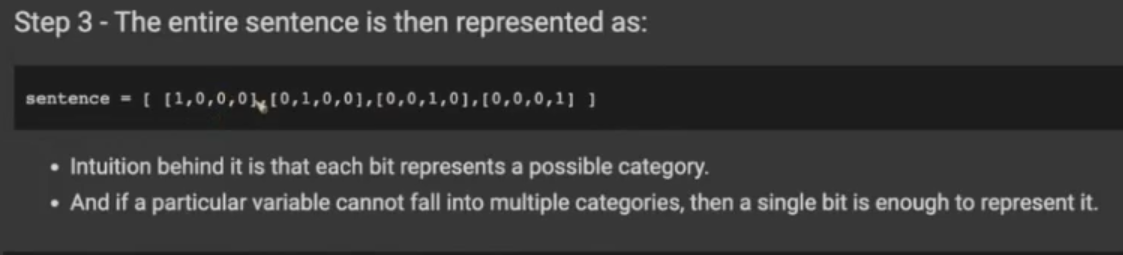 Step 3 - The entire sentence is then represented as:
sentence = [ [1,0,0,0],[0,1,0,0],[0,0,1,0],[0,0,0,1] ]
• Intuition behind it is that each bit represents a possible category.
• And if a particular variable cannot fall into multiple categories, then a single bit is enough to represent it.